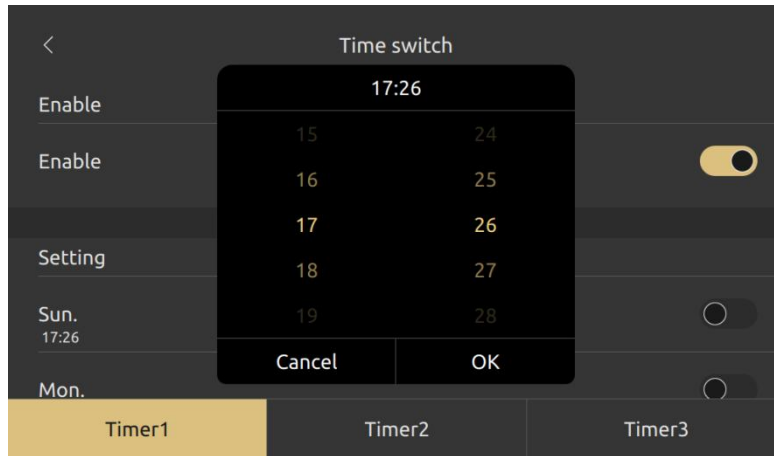 Time switch
17:26
Enable
15 24
Enable
16 25
17 26
Setting
18 27
Sun.
19 28
17:26
Cancel OK
Mon.
Timer1 Timer2 Timer3